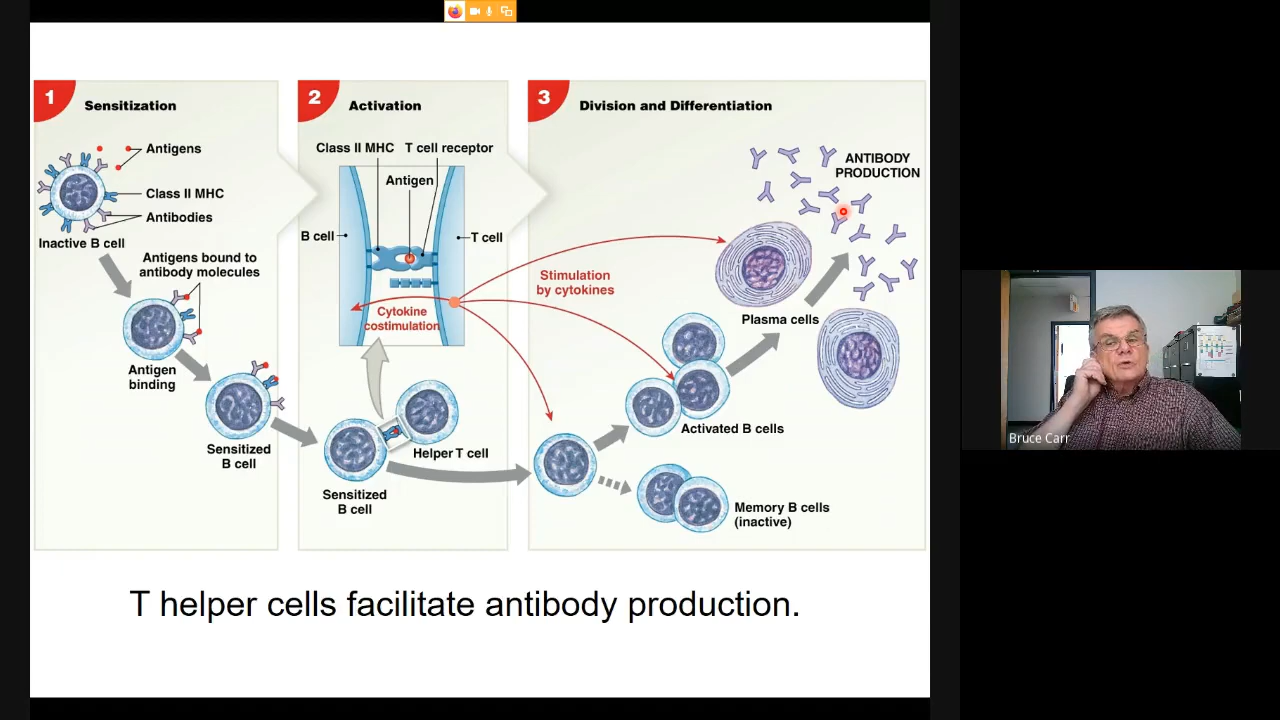 1
Sensitization
Antigens
Class II MHC
Antibodies
Inactive B cell
Antigens bound to
antibody molecules
Antigen
binding
Sensitized
B cell
2
Activation
Class II MHC
T cell receptor
Antigen
B cell
T cell
Cytokine
costimulation
Helper T cell
Sensitized
B cell
3
Division and Differentiation
ANTIBODY
PRODUCTION
Stimulation
by cytokines
Plasma cells
Activated B cells
Memory B cells
(inactive)
T helper cells facilitate antibody production.
Bruce Carr